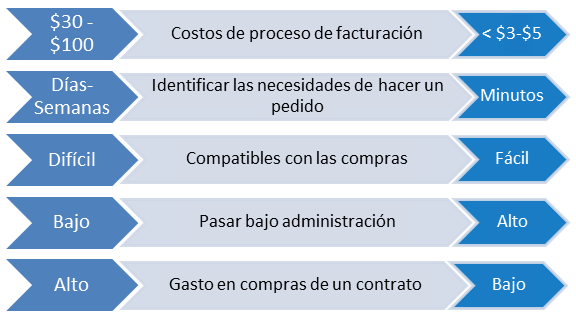 $30 -
$100
Costos de proceso de facturación
< $3-$5
Días-
Semanas
Identificar las necesidades de hacer un
pedido
Minutos
Difícil
Compatibles con las compras
Fácil
Bajo
Pasar bajo administración
Alto
Alto
Gasto en compras de un contrato
Bajo